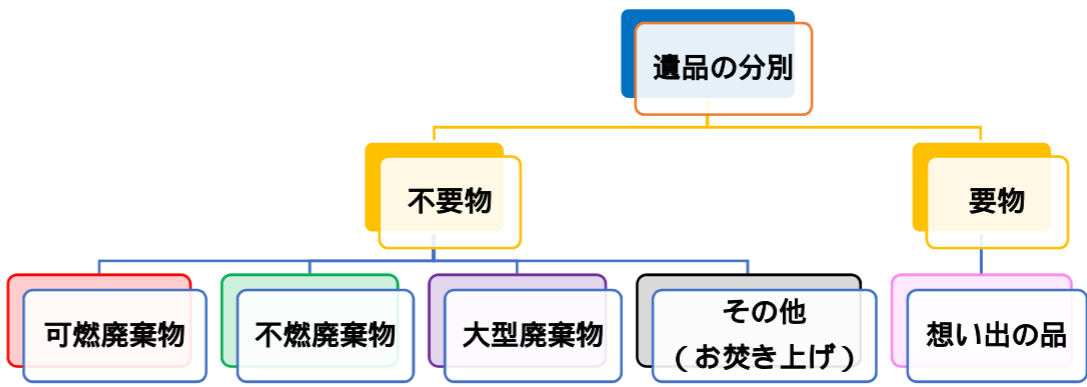 遺品の分別
不要物
要物
可燃廃棄物
不燃廃棄物
大型廃棄物
その他
(お焚き上げ)
想い出の品